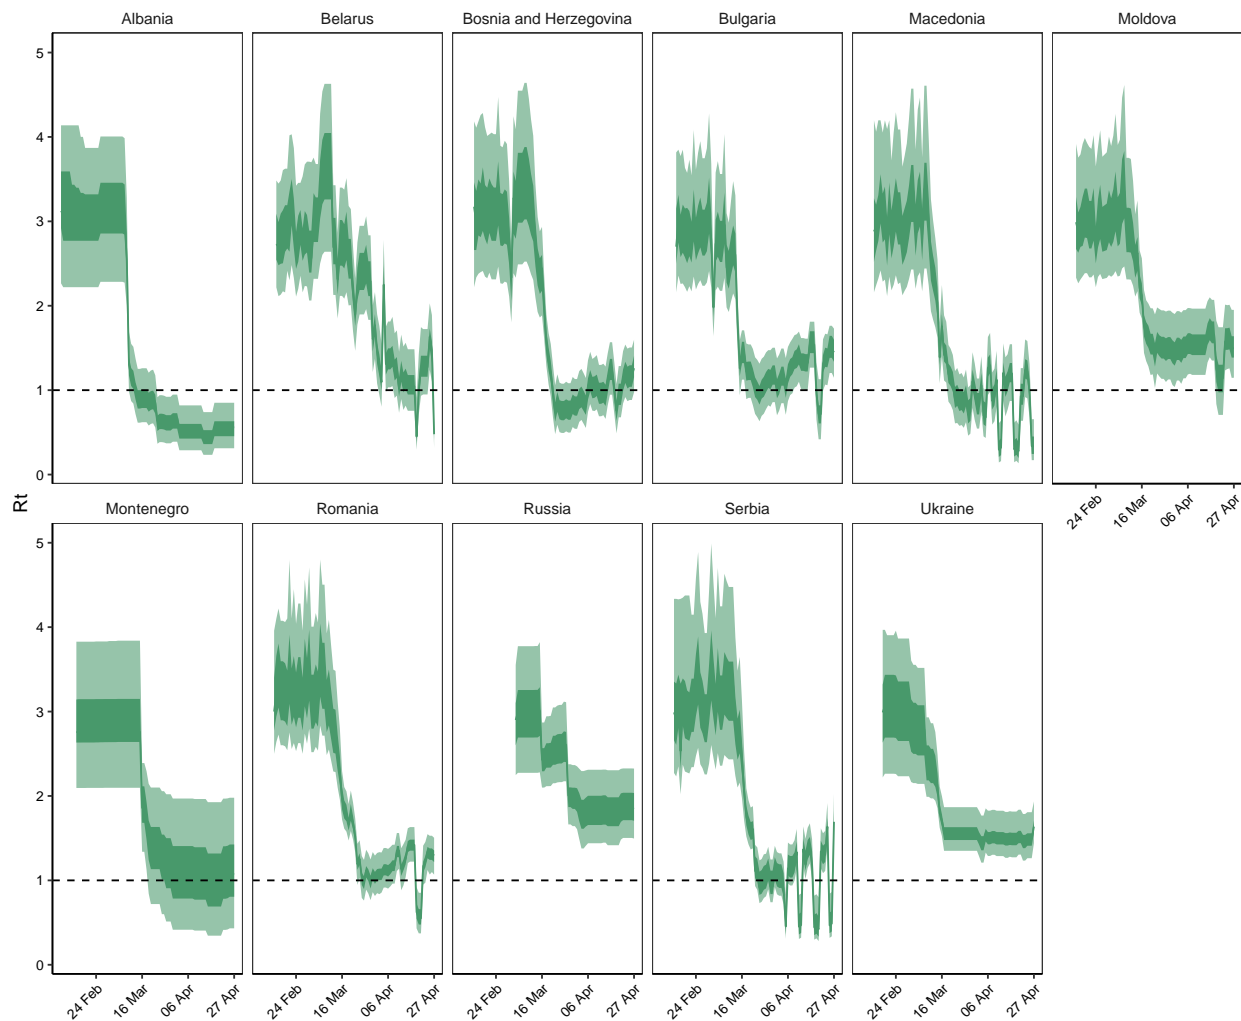 Albania
Belarus
Bosnia and Herzegovina
Bulgaria
Macedonia
Moldova
5
4
3
2
1
0
24 Feb
16 Mar
06 Apr
27 Apr
Rt
Montenegro
Romania
Russia
Serbia
Ukraine
5
4
3
2
1
0
24 Feb
16 Mar
06 Apr
27 Apr
24 Feb
16 Mar
06 Apr
27 Apr
24 Feb
16 Mar
06 Apr
27 Apr
24 Feb
16 Mar
06 Apr
27 Apr
24 Feb
16 Mar
06 Apr
27 Apr